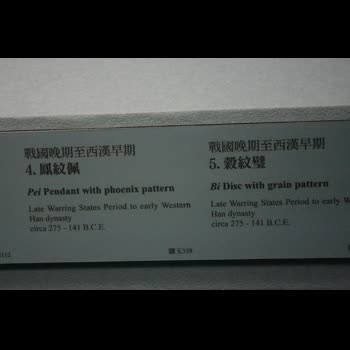 戰國晚期至西漢早期
4. 鳳紋佩
Pei Pendant with phoenix pattern
Late Warring States Period to early Western
Han dynasty
circa 275 - 141 B.C.E.
戰國晚期至西漢早期
5. 穀紋璧
Bi Disc with grain pattern
Late Warring States Period to early Western
Han dynasty
circa 275 - 141 B.C.E.